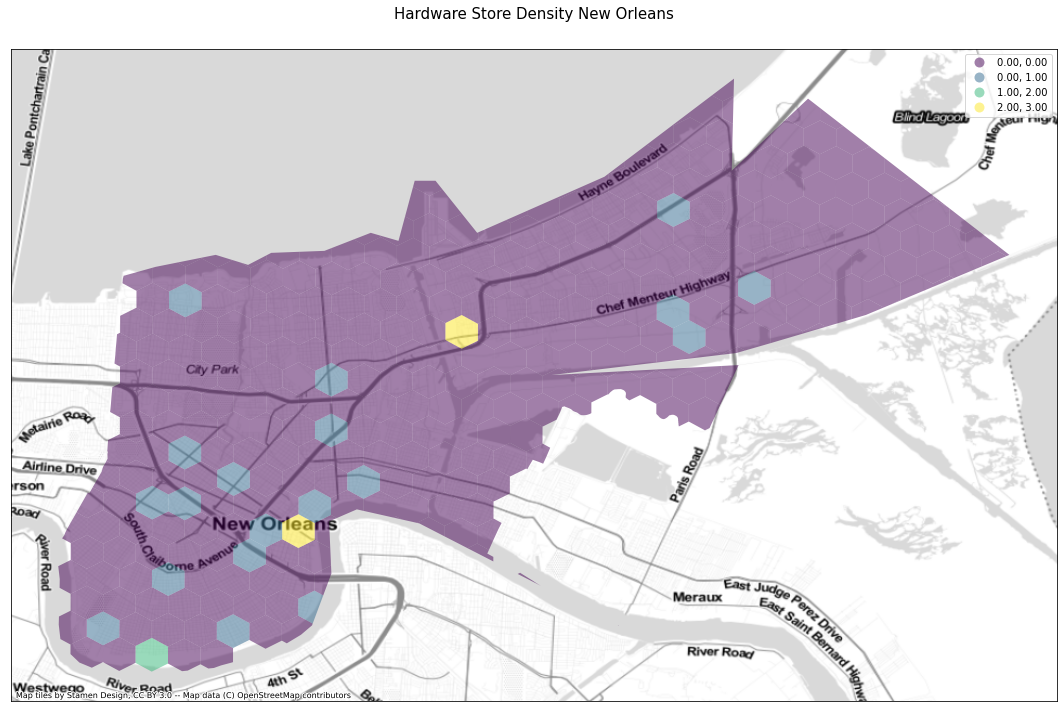 Hardware Store Density New Orleans
Lake Pontchartrain Ca
0.00, 0.00
0.00, 1.00
1.00, 2.00
2.00, 3.00
Blind Lagoon
Chef Menteur High
Hayne Boulevard
Chef Menteur Highway
City Park
Metairie Road
Airline Drive
erson
Road
River Road
South Claiborne Avenue
New Orleans
Paris Road
Meraux
East Judge Perez Drive
East Saint Bernard Highw
River Road
Westwego
River Road
4th St
Be
Map tiles by Stamen Design, CC BY 3.0 -- Map data (C) OpenStreetMap contributors